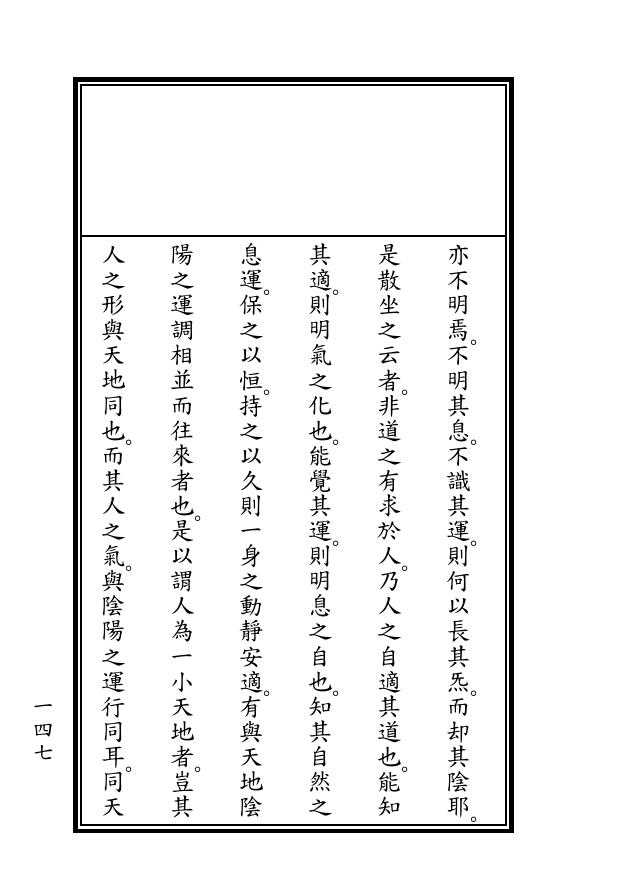 亦不明焉。不明其息。不識其運。則何以長其炁。而却其陰耶。
是散坐之云者。非道之有求於人。乃人之自適其道也。能知
其適。則明氣之化也。能覺其運。則明息之自也。知其自然之
息運。保之以恒。持之以久則一身之動靜安適。有與天地陰
陽之運調相並而往來者也。是以謂人為一小天地者。豈其
人之形與天地同也。而其人之氣。與陰陽之運行同耳。同天
一四七